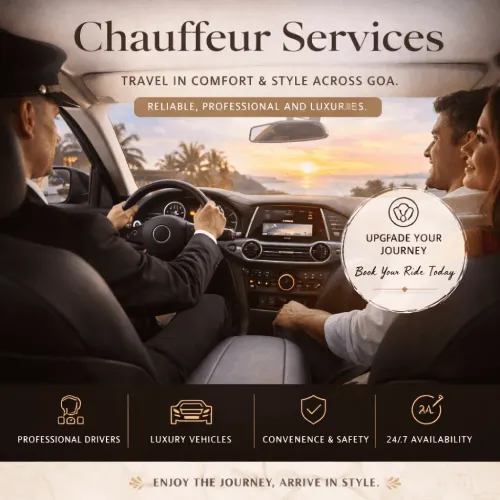 Chauffeur Services
TRAVEL IN COMFORT & STYLE ACROSS GOA.
RELIABLE, PROFESSIONAL AND
UPGFADE YOUR
JOURNEY
Book Your Ride Today
PROFESSIONAL DRIVERS
LUXURY VEHICLES
CONVENENCE & SAFETY
24/.7 AVAILABILITY
ENJOY THE JOURNEY, ARRIVE IN STYLE.